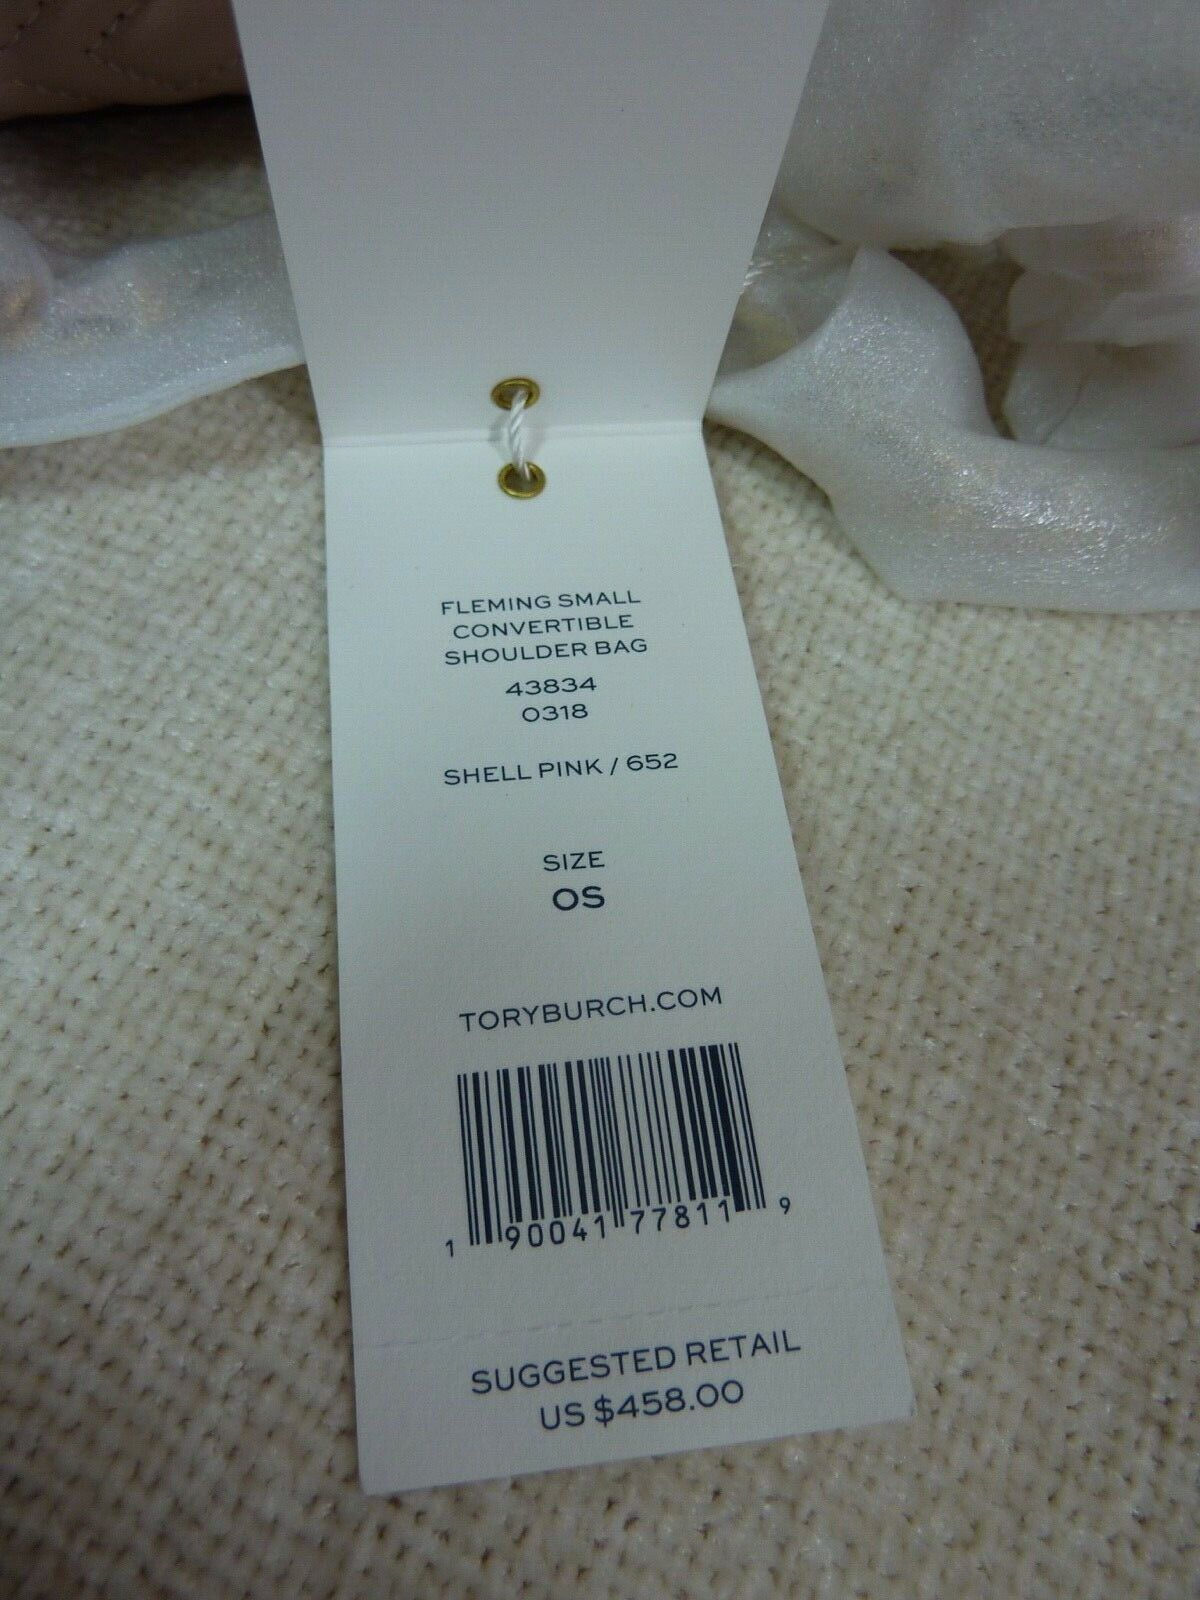 FLEMING SMALL
CONVERTIBLE
SHOULDER BAG
43834
0318
SHELL PINK / 652
SIZE
OS
TORYBURCH.COM
1 90041 77811 9
SUGGESTED RETAIL
US $458.00